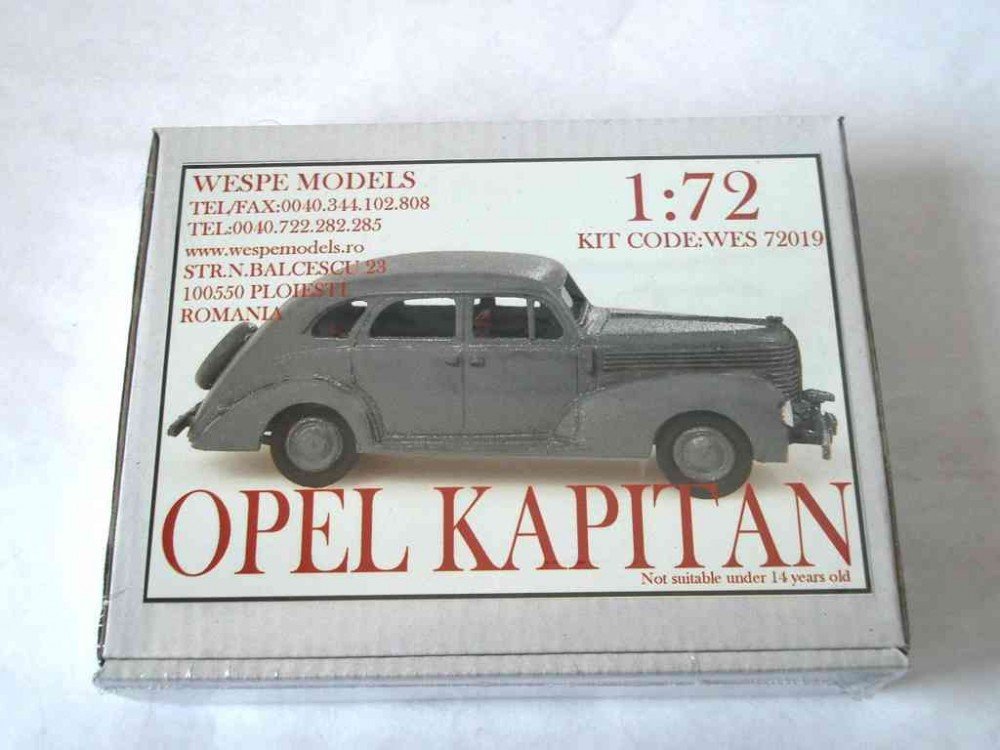 WESPE MODELS
TEL/FAX:0040.344.102.808
TEL:0040.722.282.285
www.wespemodels.ro
STR.N.BALCESCU 23
100550 PLOIESTI
ROMANIA
1:72
KIT CODE:WES 72019
OPEL KAPITAN
Not suitable under 14 years old